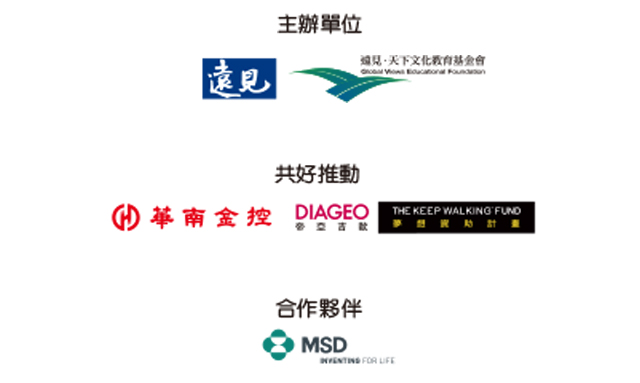 主辦單位
遠見
遠見‧天下文化教育基金會
Global Views Educational Foundation
共好推動
華南金控
DIAGEO
帝亞吉歐
THE KEEP WALKING FUND
夢想資助計畫
合作夥伴
MSD
INVENTING FOR LIFE